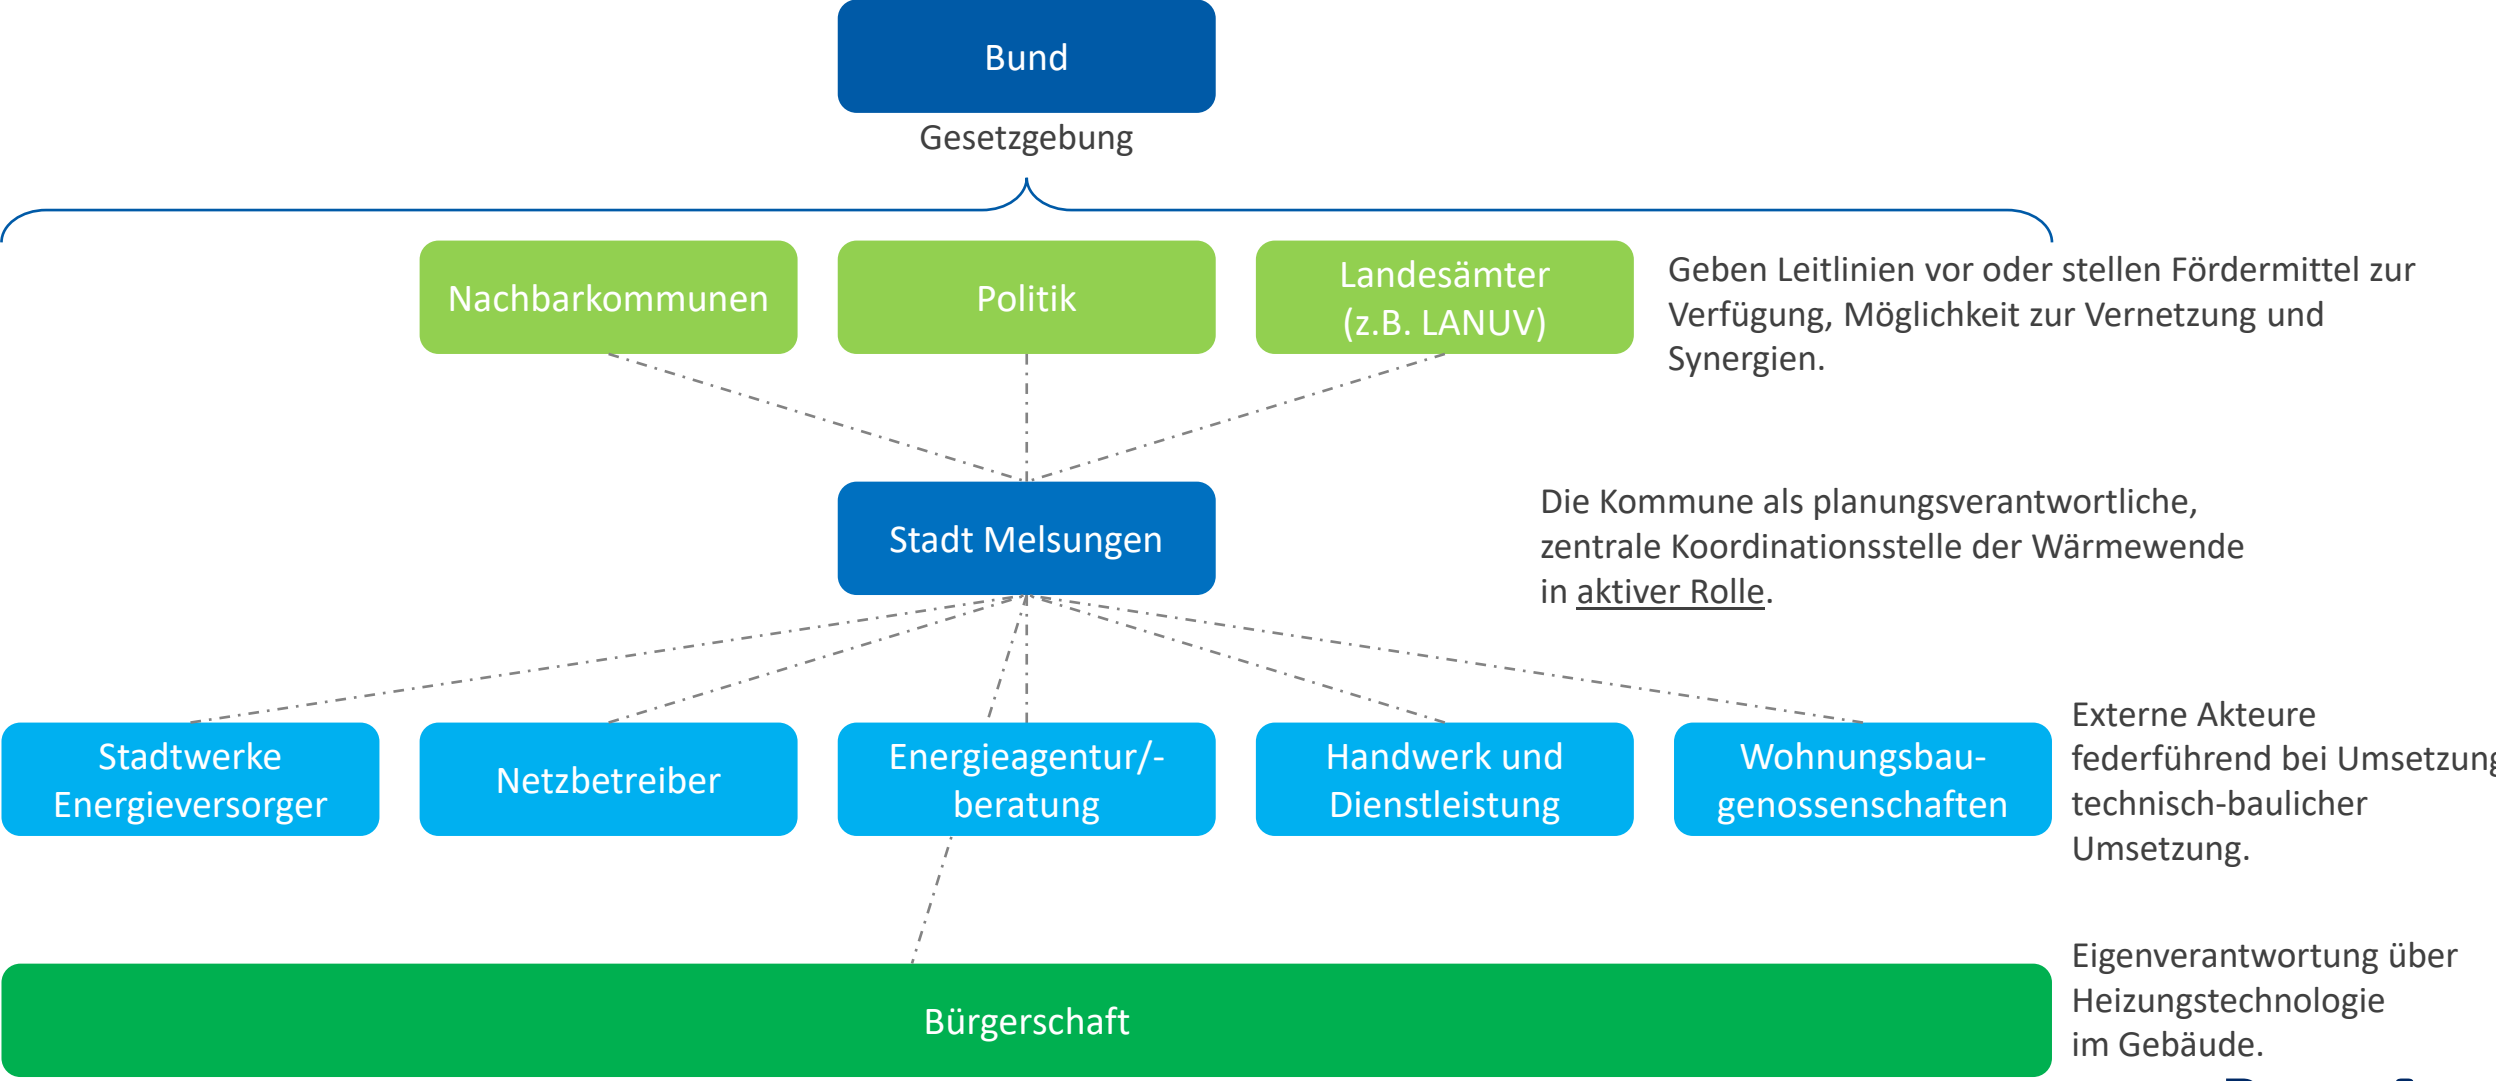 Bund
Gesetzgebung
Nachbarkommunen
Politik
Landesämter
(z.B. LANUV)
Geben Leitlinien vor oder stellen Fördermittel zur
Verfügung, Möglichkeit zur Vernetzung und
Synergien.
Stadt Melsungen
Die Kommune als planungsverantwortliche,
zentrale Koordinationsstelle der Wärmewende
in aktiver Rolle.
Stadtwerke
Energieversorger
Netzbetreiber
Energieagentur/-
beratung
Handwerk und
Dienstleistung
Wohnungsbau-
genossenschaften
Externe Akteure
federführend bei Umsetzung
technisch-baulicher
Umsetzung.
Bürgerschaft
Eigenverantwortung über
Heizungstechnologie
im Gebäude.